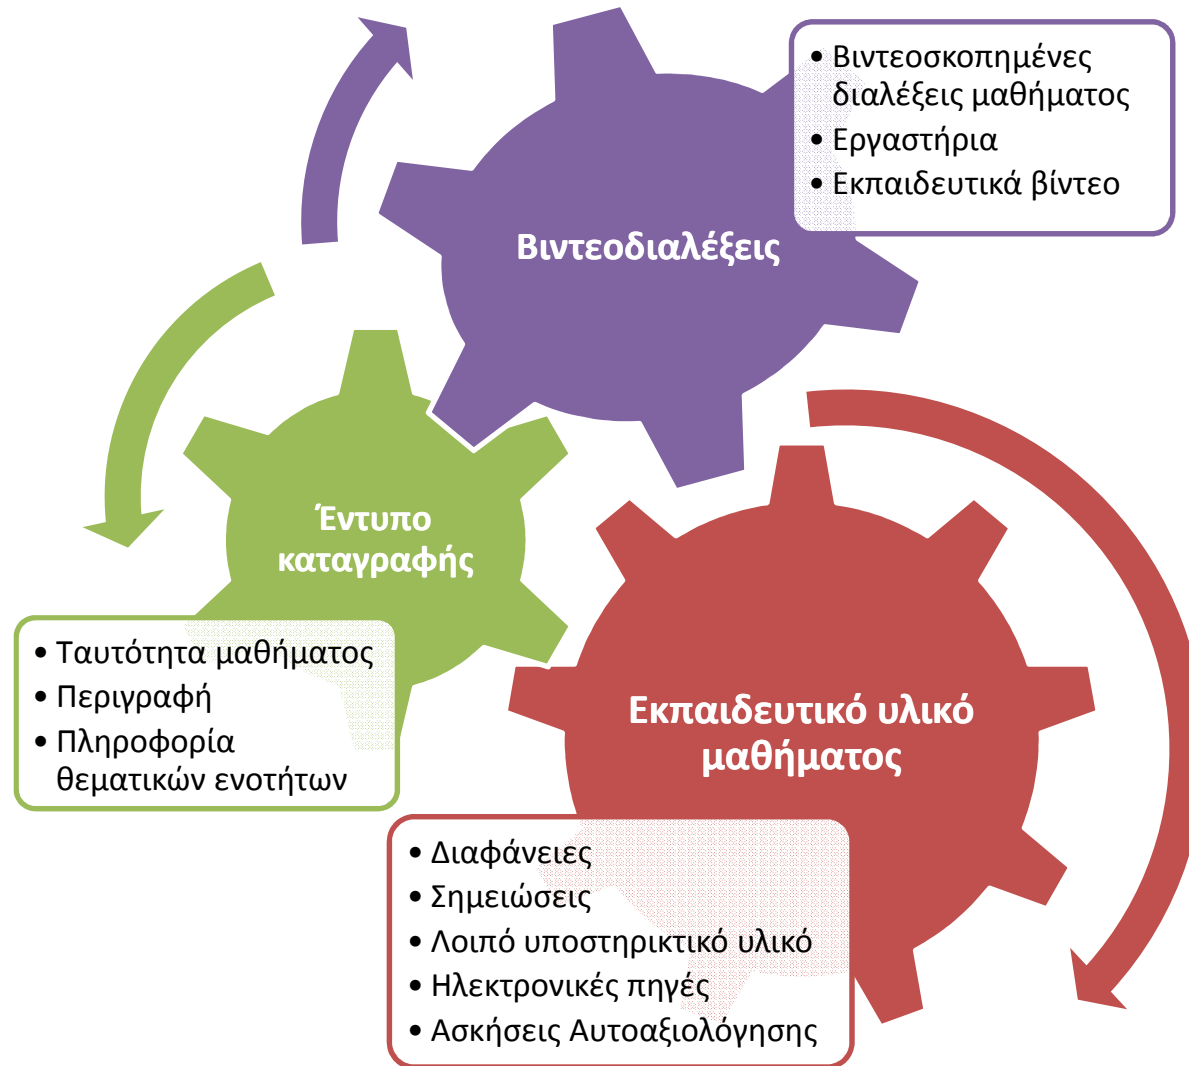 • Βιντεοσκοπημένες
διαλέξεις μαθήματος
• Εργαστήρια
• Εκπαιδευτικά βίντεο
Βιντεοδιαλέξεις
Έντυπο
καταγραφής
• Ταυτότητα μαθήματος
• Περιγραφή
• Πληροφορία
θεματικών ενοτήτων
Εκπαιδευτικό υλικό
μαθήματος
• Διαφάνειες
• Σημειώσεις
• Λοιπό υποστηρικτικό υλικό
• Ηλεκτρονικές πηγές
• Ασκήσεις Αυτοαξιολόγησης